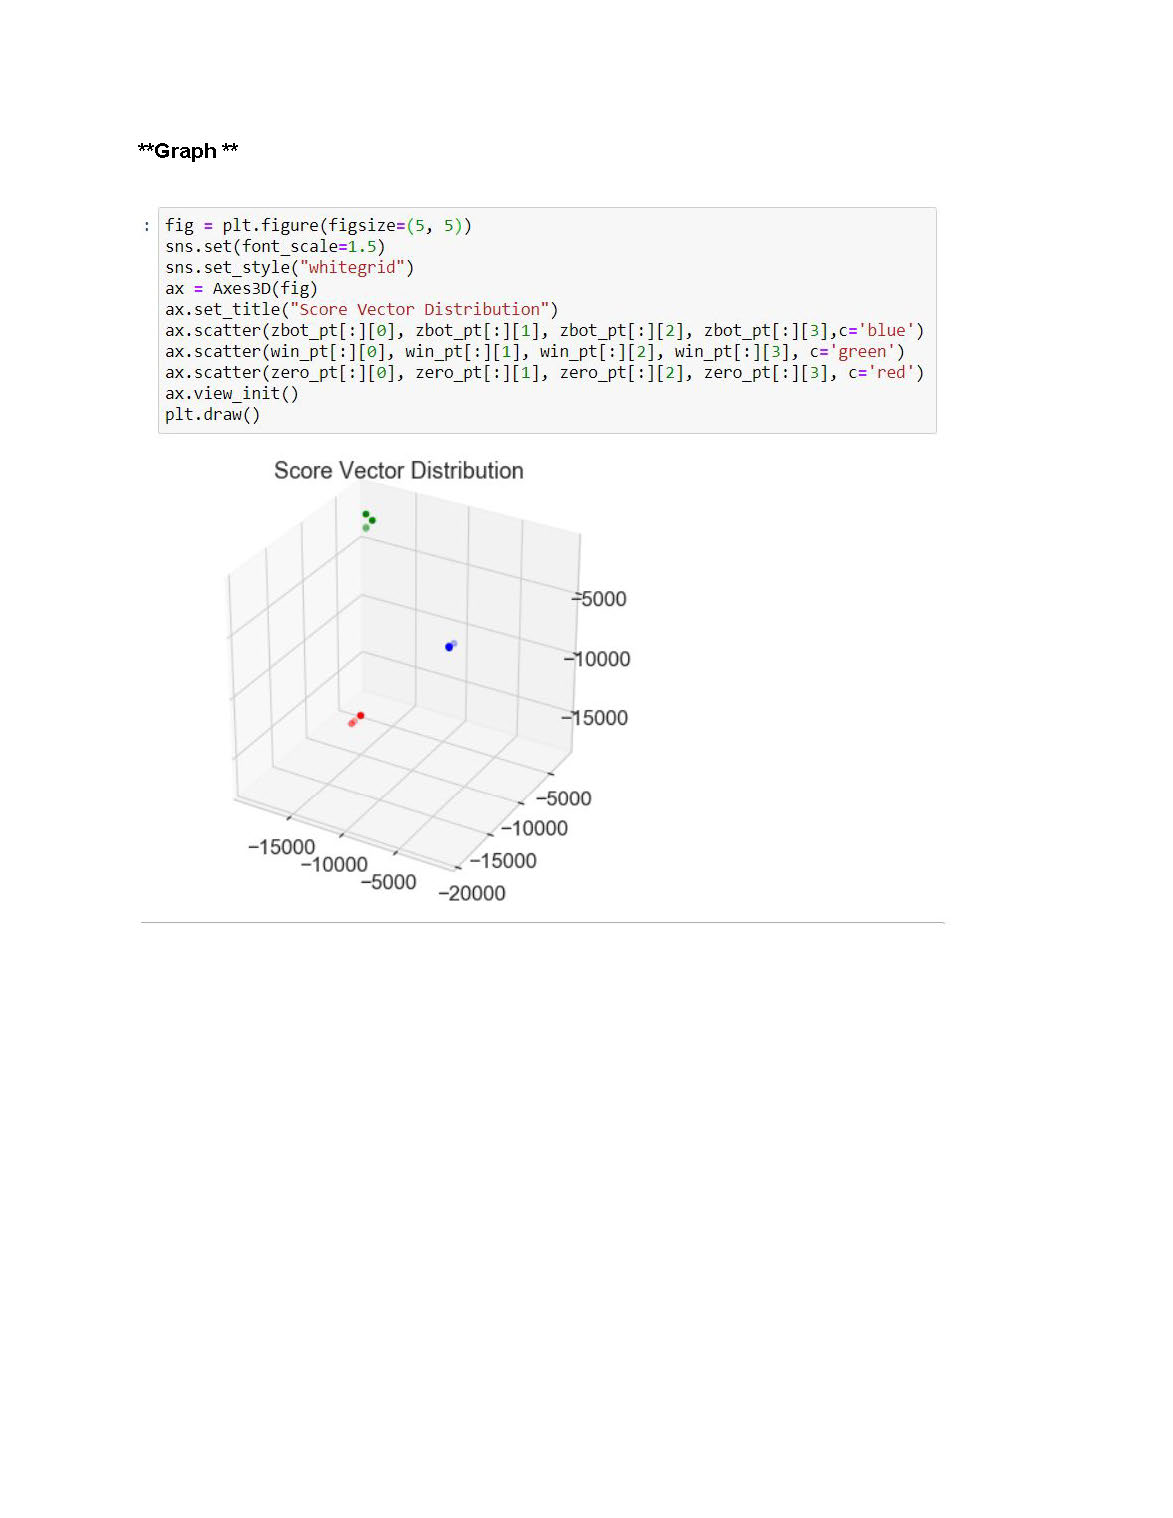 **Graph **
: fig = plt.figure(figsize=(5, 5))
sns.set(font_scale=1.5)
sns.set_style("whitegrid")
ax = Axes3D(fig)
ax.set_title("Score Vector Distribution")
ax.scatter(zbot_pt[:][0], zbot_pt[:][1], zbot_pt[:][2], zbot_pt[:][3],c='blue')
ax.scatter(win_pt[:][0], win_pt[:][1], win_pt[:][2], win_pt[:][3], c='green')
ax.scatter(zero_pt[:][0], zero_pt[:][1], zero_pt[:][2], zero_pt[:][3], c='red')
ax.view_init()
plt.draw()
Score Vector Distribution
−5000
−10000
−15000
−5000
−10000
−15000
−20000
−15000
−10000
−5000